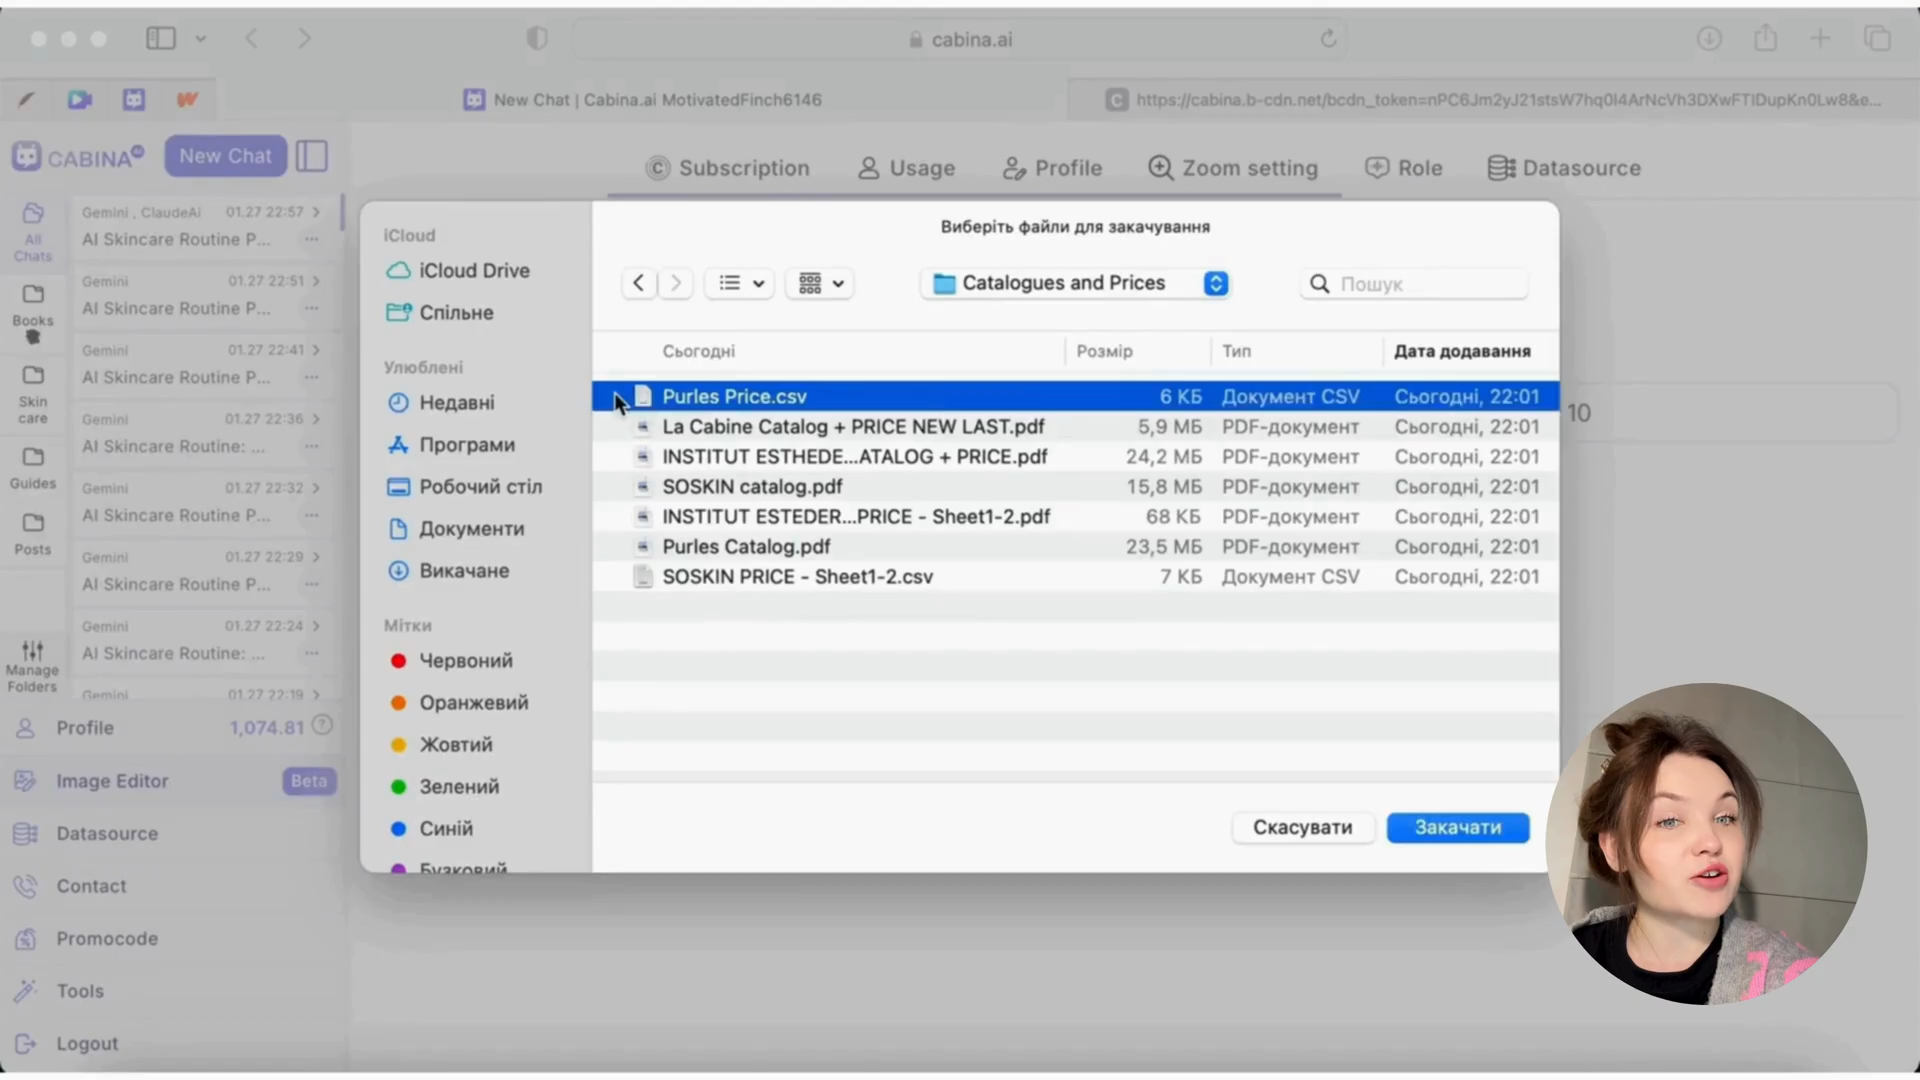 cabina.ai
New Chat | Cabina.ai MotivatedFinch6146
https://cabina.b-cdn.net/bcdn_token=nPC6Jm2yJ21stsW7hq0l4ArNcVh3DXwFTlDupKn0Lw8&e...
CABINA AI
New Chat
Subscription
Usage
Profile
Zoom setting
Role
Datasource
All Chats
Books
Skin care
Guides
Posts
Manage Folders
Gemini , ClaudeAi 01.27 22:57
AI Skincare Routine P...
Gemini 01.27 22:51
AI Skincare Routine P...
Gemini 01.27 22:41
AI Skincare Routine P...
Gemini 01.27 22:36
AI Skincare Routine: ...
Gemini 01.27 22:32
AI Skincare Routine P...
Gemini 01.27 22:29
AI Skincare Routine P...
Gemini 01.27 22:24
AI Skincare Routine: ...
Gemini 01.27 22:19
Profile 1,074.81
Image Editor Beta
Datasource
Contact
Promocode
Tools
Logout
iCloud
iCloud Drive
Спільне
Улюблені
Недавні
Програми
Робочий стіл
Документи
Викачане
Мітки
Червоний
Оранжевий
Жовтий
Зелений
Синій
Бузковий
Виберіть файли для закачування
Catalogues and Prices
Пошук
Сьогодні Розмір Тип Дата додавання
Purles Price.csv 6 КБ Документ CSV Сьогодні, 22:01
La Cabine Catalog + PRICE NEW LAST.pdf 5,9 МБ PDF-документ Сьогодні, 22:01
INSTITUT ESTHEDE...ATALOG + PRICE.pdf 24,2 МБ PDF-документ Сьогодні, 22:01
SOSKIN catalog.pdf 15,8 МБ PDF-документ Сьогодні, 22:01
INSTITUT ESTEDER...PRICE - Sheet1-2.pdf 68 КБ PDF-документ Сьогодні, 22:01
Purles Catalog.pdf 23,5 МБ PDF-документ Сьогодні, 22:01
SOSKIN PRICE - Sheet1-2.csv 7 КБ Документ CSV Сьогодні, 22:01
10
Скасувати
Закачати